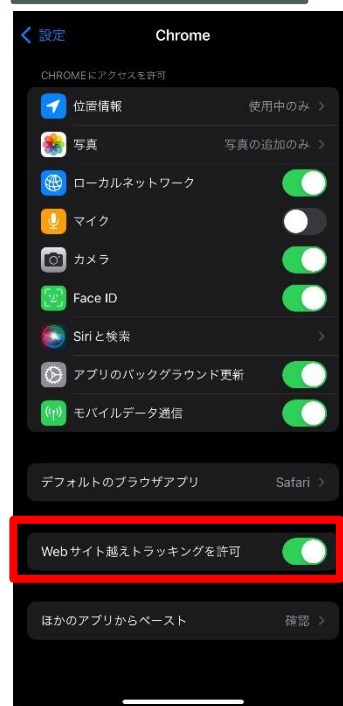 設定
Chrome
CHROMEにアクセスを許可
位置情報 使用中のみ
写真 写真の追加のみ
ローカルネットワーク
マイク
カメラ
Face ID
Siriと検索
アプリのバックグラウンド更新
モバイルデータ通信
デフォルトのブラウザアプリ Safari
Webサイト越えトラッキングを許可
ほかのアプリからペースト 確認